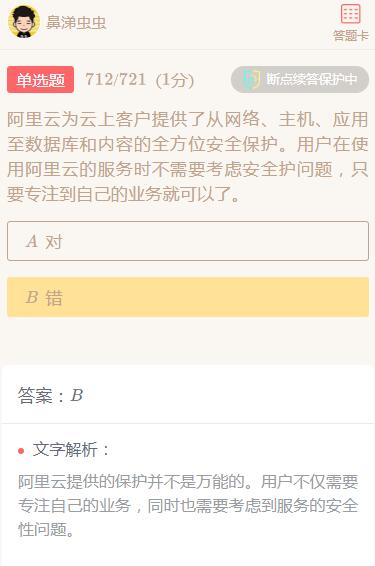 鼻涕虫虫
答题卡
单选题 712/721 (1分) 断点续答保护中
阿里云为云上客户提供了从网络、主机、应用
至数据库和内容的全方位安全保护。用户在使
用阿里云的服务时不需要考虑安全护问题，只
要专注到自己的业务就可以了。
A 对
B 错
答案：B
文字解析：
阿里云提供的保护并不是万能的。用户不仅需要
专注自己的业务，同时也需要考虑到服务的安全
性问题。